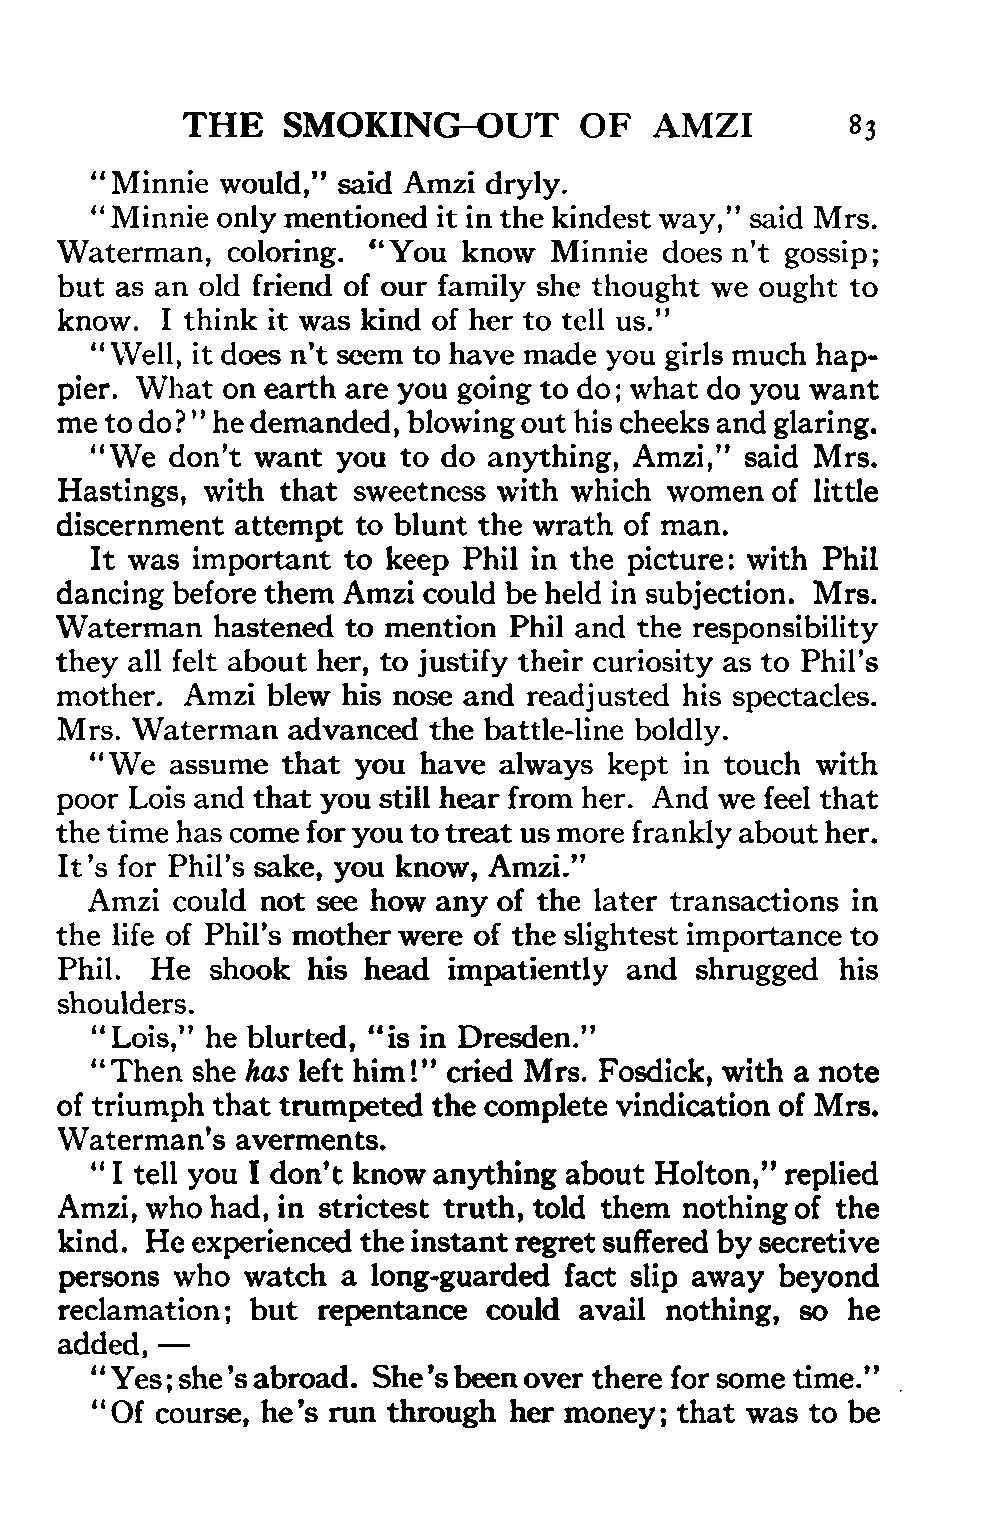 THE SMOKING-OUT OF AMZI 83
"Minnie would," said Amzi dryly.
"Minnie only mentioned it in the kindest way," said Mrs.
Waterman, coloring. "You know Minnie does n't gossip;
but as an old friend of our family she thought we ought to
know. I think it was kind of her to tell us."
"Well, it does n't seem to have made you girls much hap-
pier. What on earth are you going to do; what do you want
me to do?" he demanded, blowing out his cheeks and glaring.
"We don't want you to do anything, Amzi," said Mrs.
Hastings, with that sweetness with which women of little
discernment attempt to blunt the wrath of man.
It was important to keep Phil in the picture: with Phil
dancing before them Amzi could be held in subjection. Mrs.
Waterman hastened to mention Phil and the responsibility
they all felt about her, to justify their curiosity as to Phil's
mother. Amzi blew his nose and readjusted his spectacles.
Mrs. Waterman advanced the battle-line boldly.
"We assume that you have always kept in touch with
poor Lois and that you still hear from her. And we feel that
the time has come for you to treat us more frankly about her.
It's for Phil's sake, you know, Amzi."
Amzi could not see how any of the later transactions in
the life of Phil's mother were of the slightest importance to
Phil. He shook his head impatiently and shrugged his
shoulders.
"Lois," he blurted, "is in Dresden."
"Then she has left him!" cried Mrs. Fosdick, with a note
of triumph that trumpeted the complete vindication of Mrs.
Waterman's averments.
"I tell you I don't know anything about Holton," replied
Amzi, who had, in strictest truth, told them nothing of the
kind. He experienced the instant regret suffered by secretive
persons who watch a long-guarded fact slip away beyond
reclamation; but repentance could avail nothing, so he
added, —
"Yes; she's abroad. She's been over there for some time."
"Of course, he's run through her money; that was to be